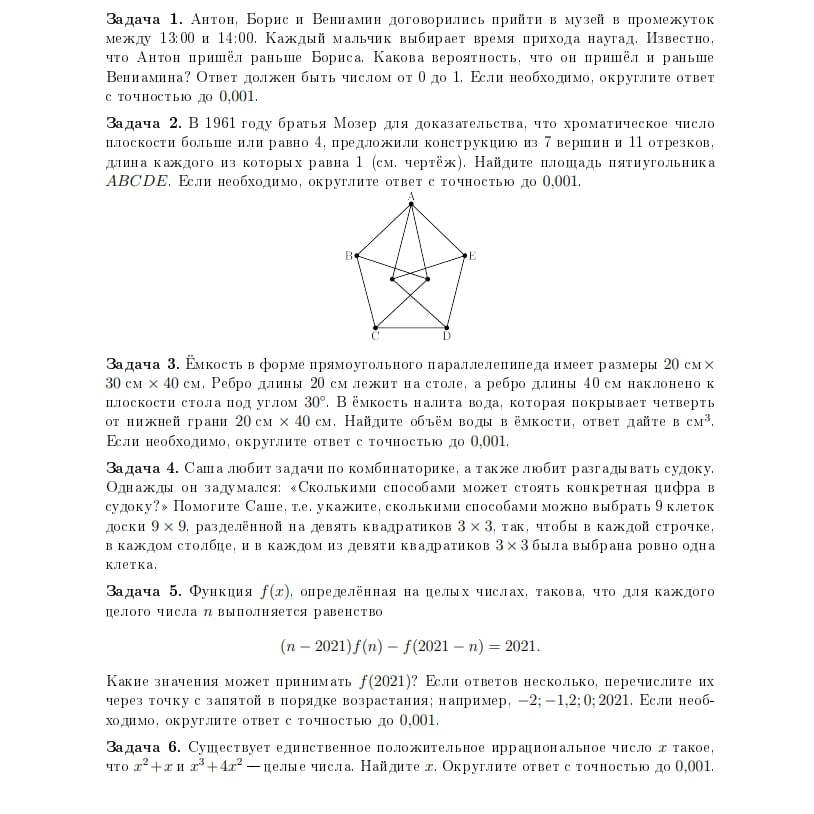 Задача 1. Антон, Борис и Вениамин договорились прийти в музей в промежуток
между 13:00 и 14:00. Каждый мальчик выбирает время прихода наугад. Известно,
что Антон пришёл раньше Бориса. Какова вероятность, что он пришёл и раньше
Вениамина? Ответ должен быть числом от 0 до 1. Если необходимо, округлите ответ
с точностью до 0,001.
Задача 2. В 1961 году братья Мозер для доказательства, что хроматическое число
плоскости больше или равно 4, предложили конструкцию из 7 вершин и 11 отрезков,
длина каждого из которых равна 1 (см. чертёж). Найдите площадь пятиугольника
ABCDE. Если необходимо, округлите ответ с точностью до 0,001.
A
B
E
C
D
Задача 3. Ёмкость в форме прямоугольного параллелепипеда имеет размеры 20 см ×
30 см × 40 см. Ребро длины 20 см лежит на столе, а ребро длины 40 см наклонено к
плоскости стола под углом 30°. В ёмкость налита вода, которая покрывает четверть
от нижней грани 20 см × 40 см. Найдите объём воды в ёмкости, ответ дайте в см³.
Если необходимо, округлите ответ с точностью до 0,001.
Задача 4. Саша любит задачи по комбинаторике, а также любит разгадывать судоку.
Однажды он задумался: «Сколькими способами может стоять конкретная цифра в
судоку?» Помогите Саше, т.е. укажите, сколькими способами можно выбрать 9 клеток
доски 9 × 9, разделённой на девять квадратиков 3 × 3, так, чтобы в каждой строчке,
в каждом столбце, и в каждом из девяти квадратиков 3 × 3 была выбрана ровно одна
клетка.
Задача 5. Функция f(x), определённая на целых числах, такова, что для каждого
целого числа n выполняется равенство
(n − 2021)f(n) − f(2021 − n) = 2021.
Какие значения может принимать f(2021)? Если ответов несколько, перечислите их
через точку с запятой в порядке возрастания; например, −2; −1,2; 0; 2021. Если необ-
ходимо, округлите ответ с точностью до 0,001.
Задача 6. Существует единственное положительное иррациональное число x такое,
что x² + x и x³ + 4x² — целые числа. Найдите x. Округлите ответ с точностью до 0,001.